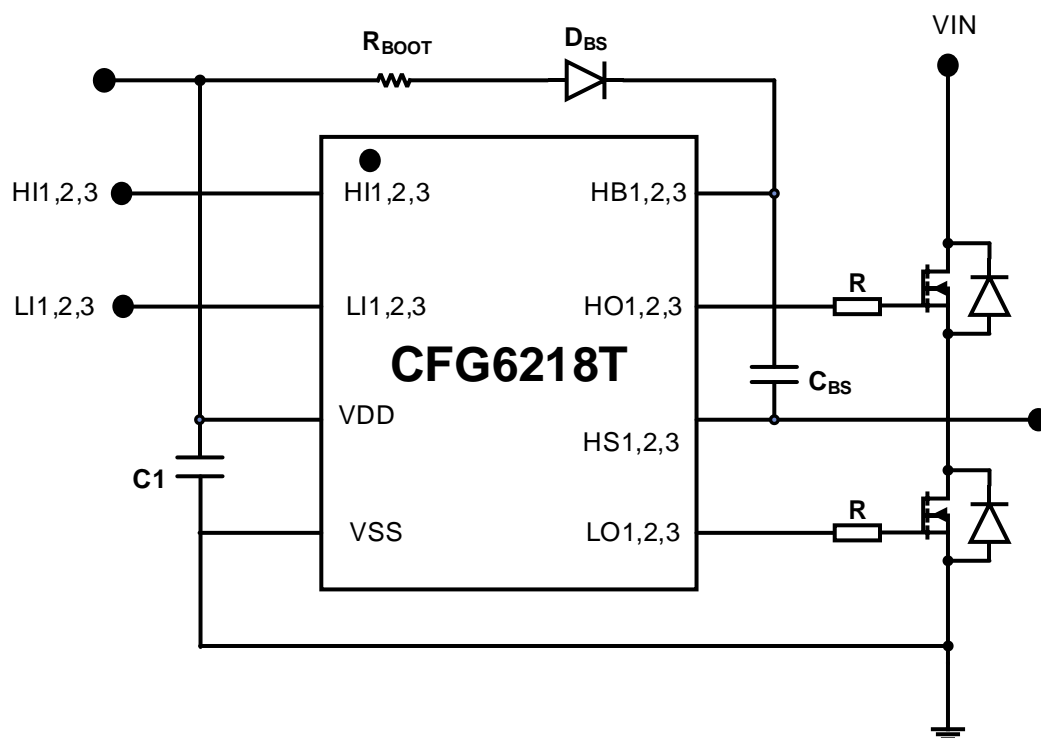 VIN
RBOOT
DBS
HI1,2,3
HI1,2,3
HB1,2,3
LI1,2,3
LI1,2,3
HO1,2,3
R
CFG6218T
CBS
VDD
HS1,2,3
C1
VSS
LO1,2,3
R